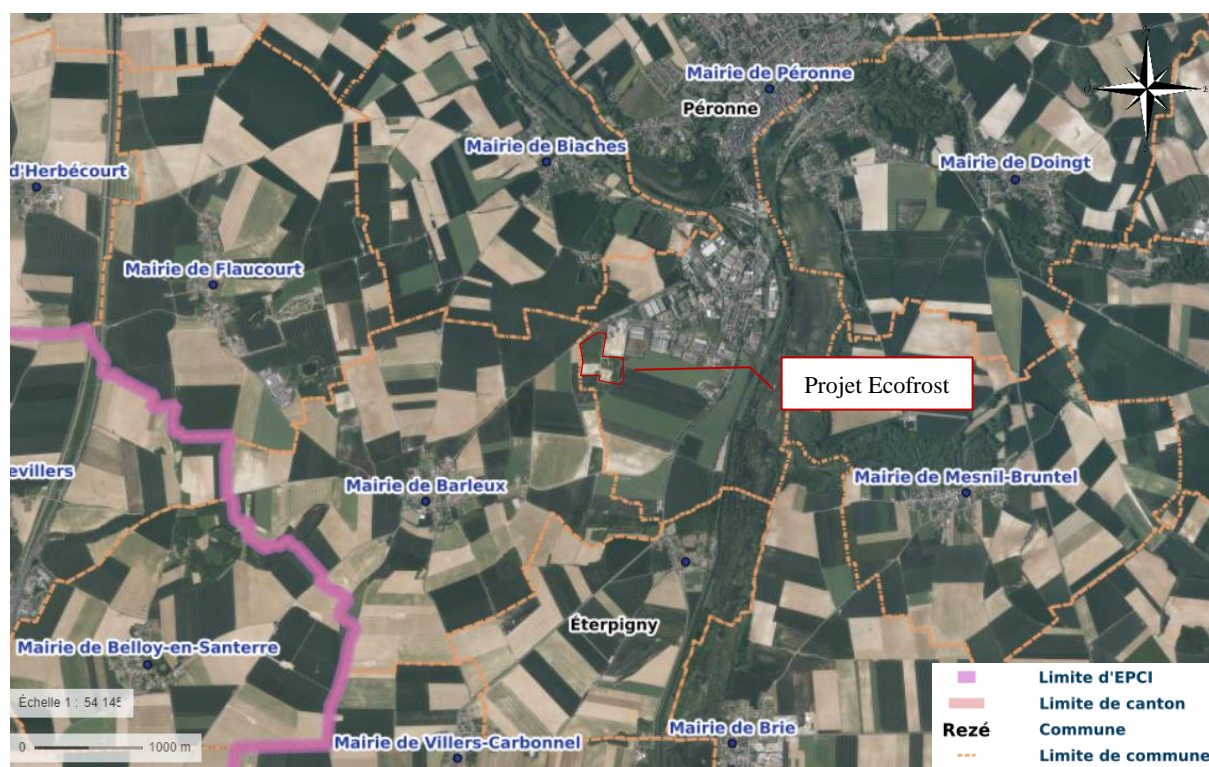 Mairie de Péronne
Péronne
Mairie de Biaches
Mairie de Doingt
d'Herbécourt
Mairie de Flaucourt
Projet Ecofrost
evillers
Mairie de Barleux
Mairie de Mesnil-Bruntel
Éterpigny
Mairie de Belloy-en-Santerre
Mairie de Villers-Carbonnel
Mairie de Brie
Échelle 1 : 54 145
0 1000 m
Limite d'EPCI
Limite de canton
Rezé Commune
Limite de commune